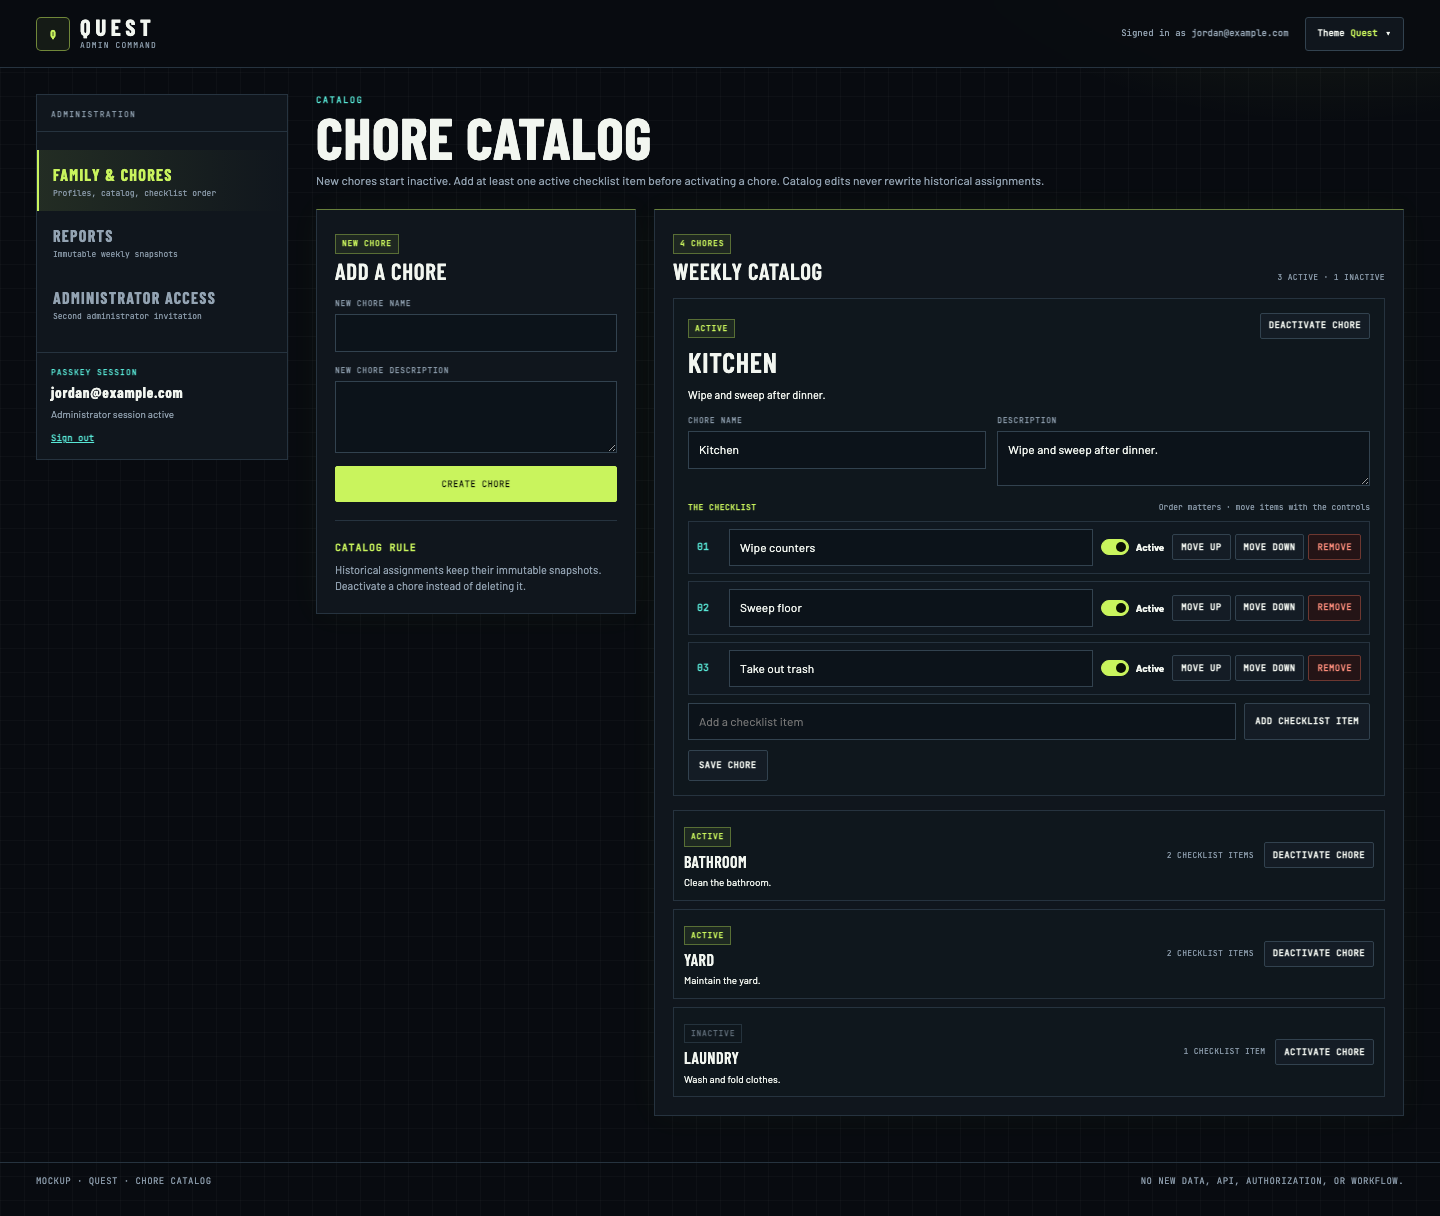 QUEST
ADMIN COMMAND
Signed in as jordan@example.com
Theme Quest ▾
ADMINISTRATION
FAMILY & CHORES
Profiles, catalog, checklist order
REPORTS
Immutable weekly snapshots
ADMINISTRATOR ACCESS
Second administrator invitation
PASSKEY SESSION
jordan@example.com
Administrator session active
Sign out
CATALOG
CHORE CATALOG
New chores start inactive. Add at least one active checklist item before activating a chore. Catalog edits never rewrite historical assignments.
NEW CHORE
ADD A CHORE
NEW CHORE NAME
NEW CHORE DESCRIPTION
CREATE CHORE
CATALOG RULE
Historical assignments keep their immutable snapshots.
Deactivate a chore instead of deleting it.
4 CHORES
WEEKLY CATALOG
3 ACTIVE · 1 INACTIVE
ACTIVE
DEACTIVATE CHORE
KITCHEN
Wipe and sweep after dinner.
CHORE NAME
DESCRIPTION
Kitchen
Wipe and sweep after dinner.
THE CHECKLIST
Order matters · move items with the controls
01 Wipe counters Active MOVE UP MOVE DOWN REMOVE
02 Sweep floor Active MOVE UP MOVE DOWN REMOVE
03 Take out trash Active MOVE UP MOVE DOWN REMOVE
Add a checklist item
ADD CHECKLIST ITEM
SAVE CHORE
ACTIVE
BATHROOM
Clean the bathroom.
2 CHECKLIST ITEMS
DEACTIVATE CHORE
ACTIVE
YARD
Maintain the yard.
2 CHECKLIST ITEMS
DEACTIVATE CHORE
INACTIVE
LAUNDRY
Wash and fold clothes.
1 CHECKLIST ITEM
ACTIVATE CHORE
MOCKUP · QUEST · CHORE CATALOG
NO NEW DATA, API, AUTHORIZATION, OR WORKFLOW.